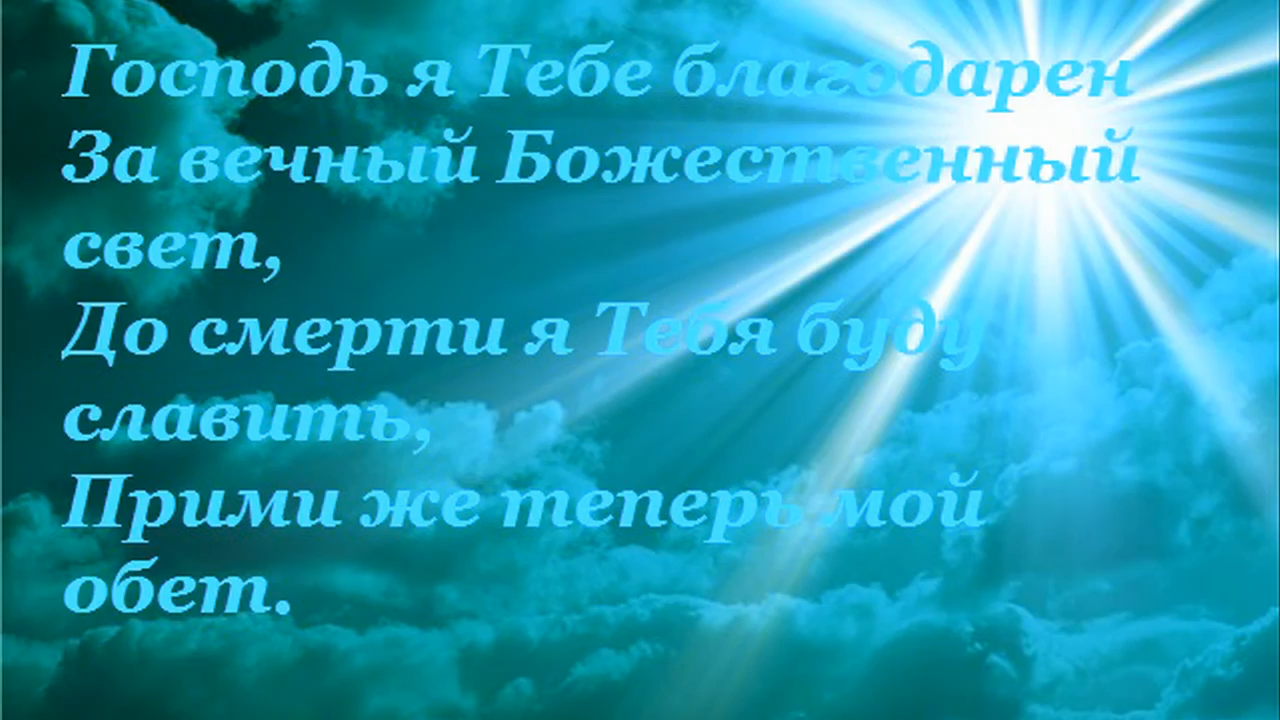 Господь я Тебе благодарен
За вечный Божественный
свет,
До смерти я Тебя буду
славить,
Прими же теперь мой
обет.